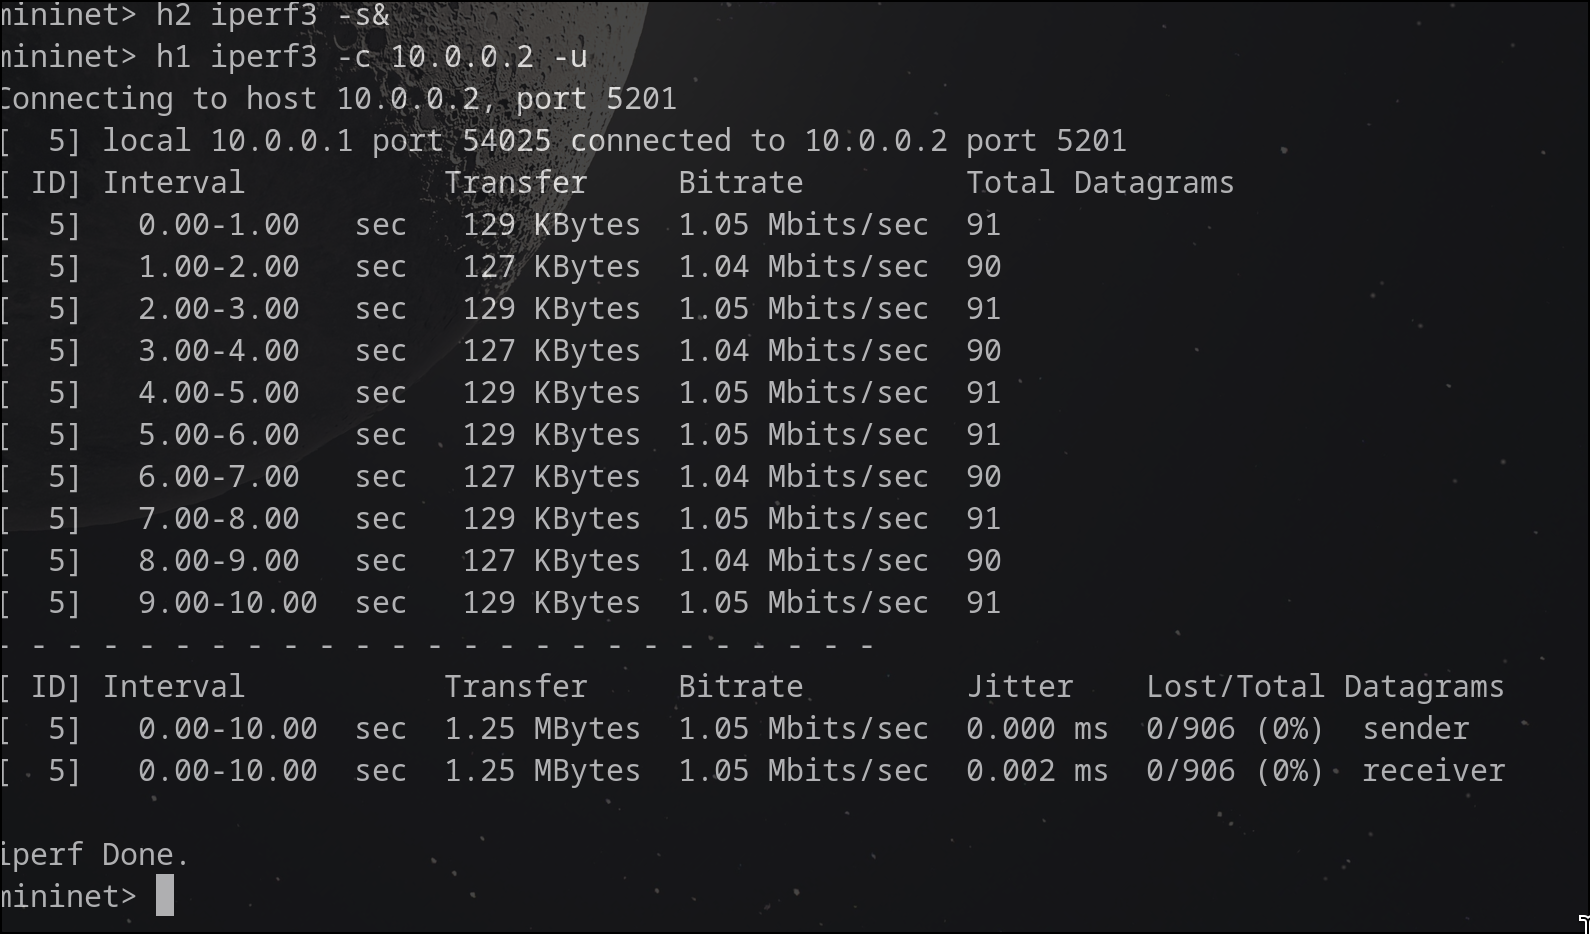 mininet> h2 iperf3 -s&
mininet> h1 iperf3 -c 10.0.0.2 -u
Connecting to host 10.0.0.2, port 5201
[  5] local 10.0.0.1 port 54025 connected to 10.0.0.2 port 5201
[ ID] Interval           Transfer     Bitrate         Total Datagrams
[  5]   0.00-1.00   sec   129 KBytes  1.05 Mbits/sec  91
[  5]   1.00-2.00   sec   127 KBytes  1.04 Mbits/sec  90
[  5]   2.00-3.00   sec   129 KBytes  1.05 Mbits/sec  91
[  5]   3.00-4.00   sec   127 KBytes  1.04 Mbits/sec  90
[  5]   4.00-5.00   sec   129 KBytes  1.05 Mbits/sec  91
[  5]   5.00-6.00   sec   129 KBytes  1.05 Mbits/sec  91
[  5]   6.00-7.00   sec   127 KBytes  1.04 Mbits/sec  90
[  5]   7.00-8.00   sec   129 KBytes  1.05 Mbits/sec  91
[  5]   8.00-9.00   sec   127 KBytes  1.04 Mbits/sec  90
[  5]   9.00-10.00  sec   129 KBytes  1.05 Mbits/sec  91
- - - - - - - - - - - - - - - - - - - - - - - - -
[ ID] Interval           Transfer     Bitrate         Jitter    Lost/Total Datagrams
[  5]   0.00-10.00  sec  1.25 MBytes  1.05 Mbits/sec  0.000 ms  0/906 (0%)  sender
[  5]   0.00-10.00  sec  1.25 MBytes  1.05 Mbits/sec  0.002 ms  0/906 (0%)  receiver
iperf Done.
mininet>